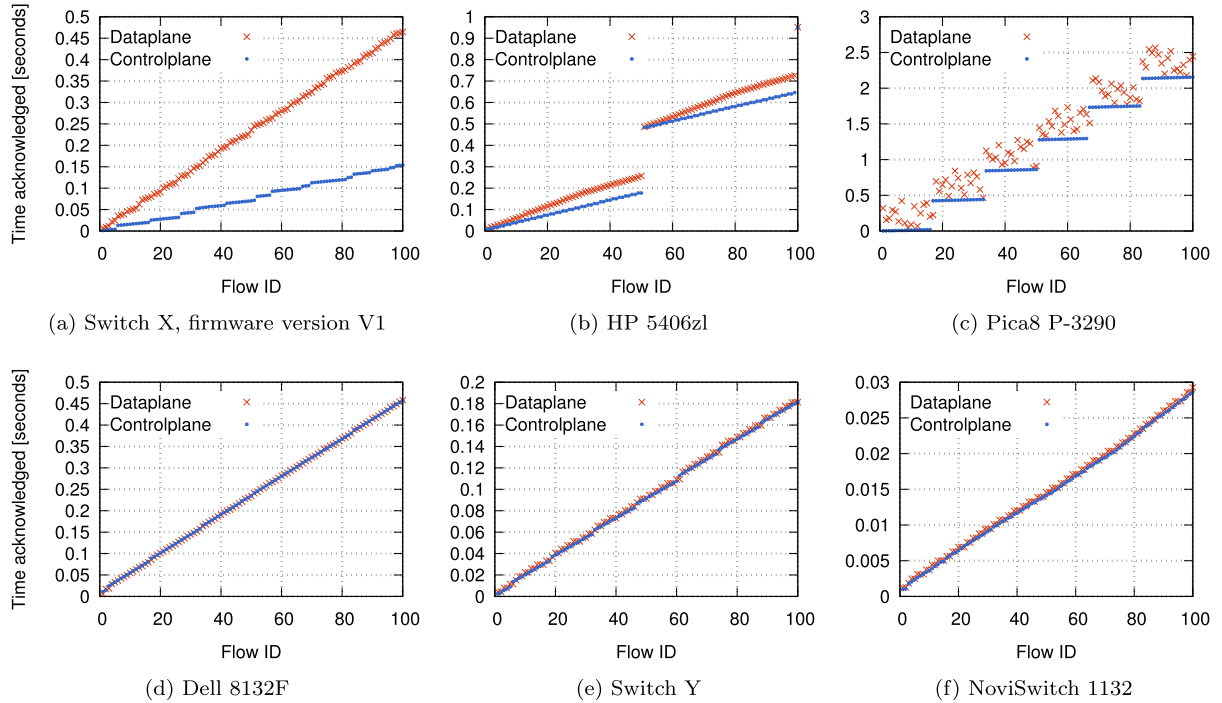 Time acknowledged [seconds]
0.5
0.45
0.4
0.35
0.3
0.25
0.2
0.15
0.1
0.05
0
Dataplane
Controlplane
0 20 40 60 80 100
Flow ID
(a) Switch X, firmware version V1
1
0.9
0.8
0.7
0.6
0.5
0.4
0.3
0.2
0.1
0
Dataplane
Controlplane
0 20 40 60 80 100
Flow ID
(b) HP 5406zl
3
2.5
2
1.5
1
0.5
0
Dataplane
Controlplane
0 20 40 60 80 100
Flow ID
(c) Pica8 P-3290
Time acknowledged [seconds]
0.5
0.45
0.4
0.35
0.3
0.25
0.2
0.15
0.1
0.05
0
Dataplane
Controlplane
0 20 40 60 80 100
Flow ID
(d) Dell 8132F
0.2
0.18
0.16
0.14
0.12
0.1
0.08
0.06
0.04
0.02
0
Dataplane
Controlplane
0 20 40 60 80 100
Flow ID
(e) Switch Y
0.03
0.025
0.02
0.015
0.01
0.005
0
Dataplane
Controlplane
0 20 40 60 80 100
Flow ID
(f) NoviSwitch 1132